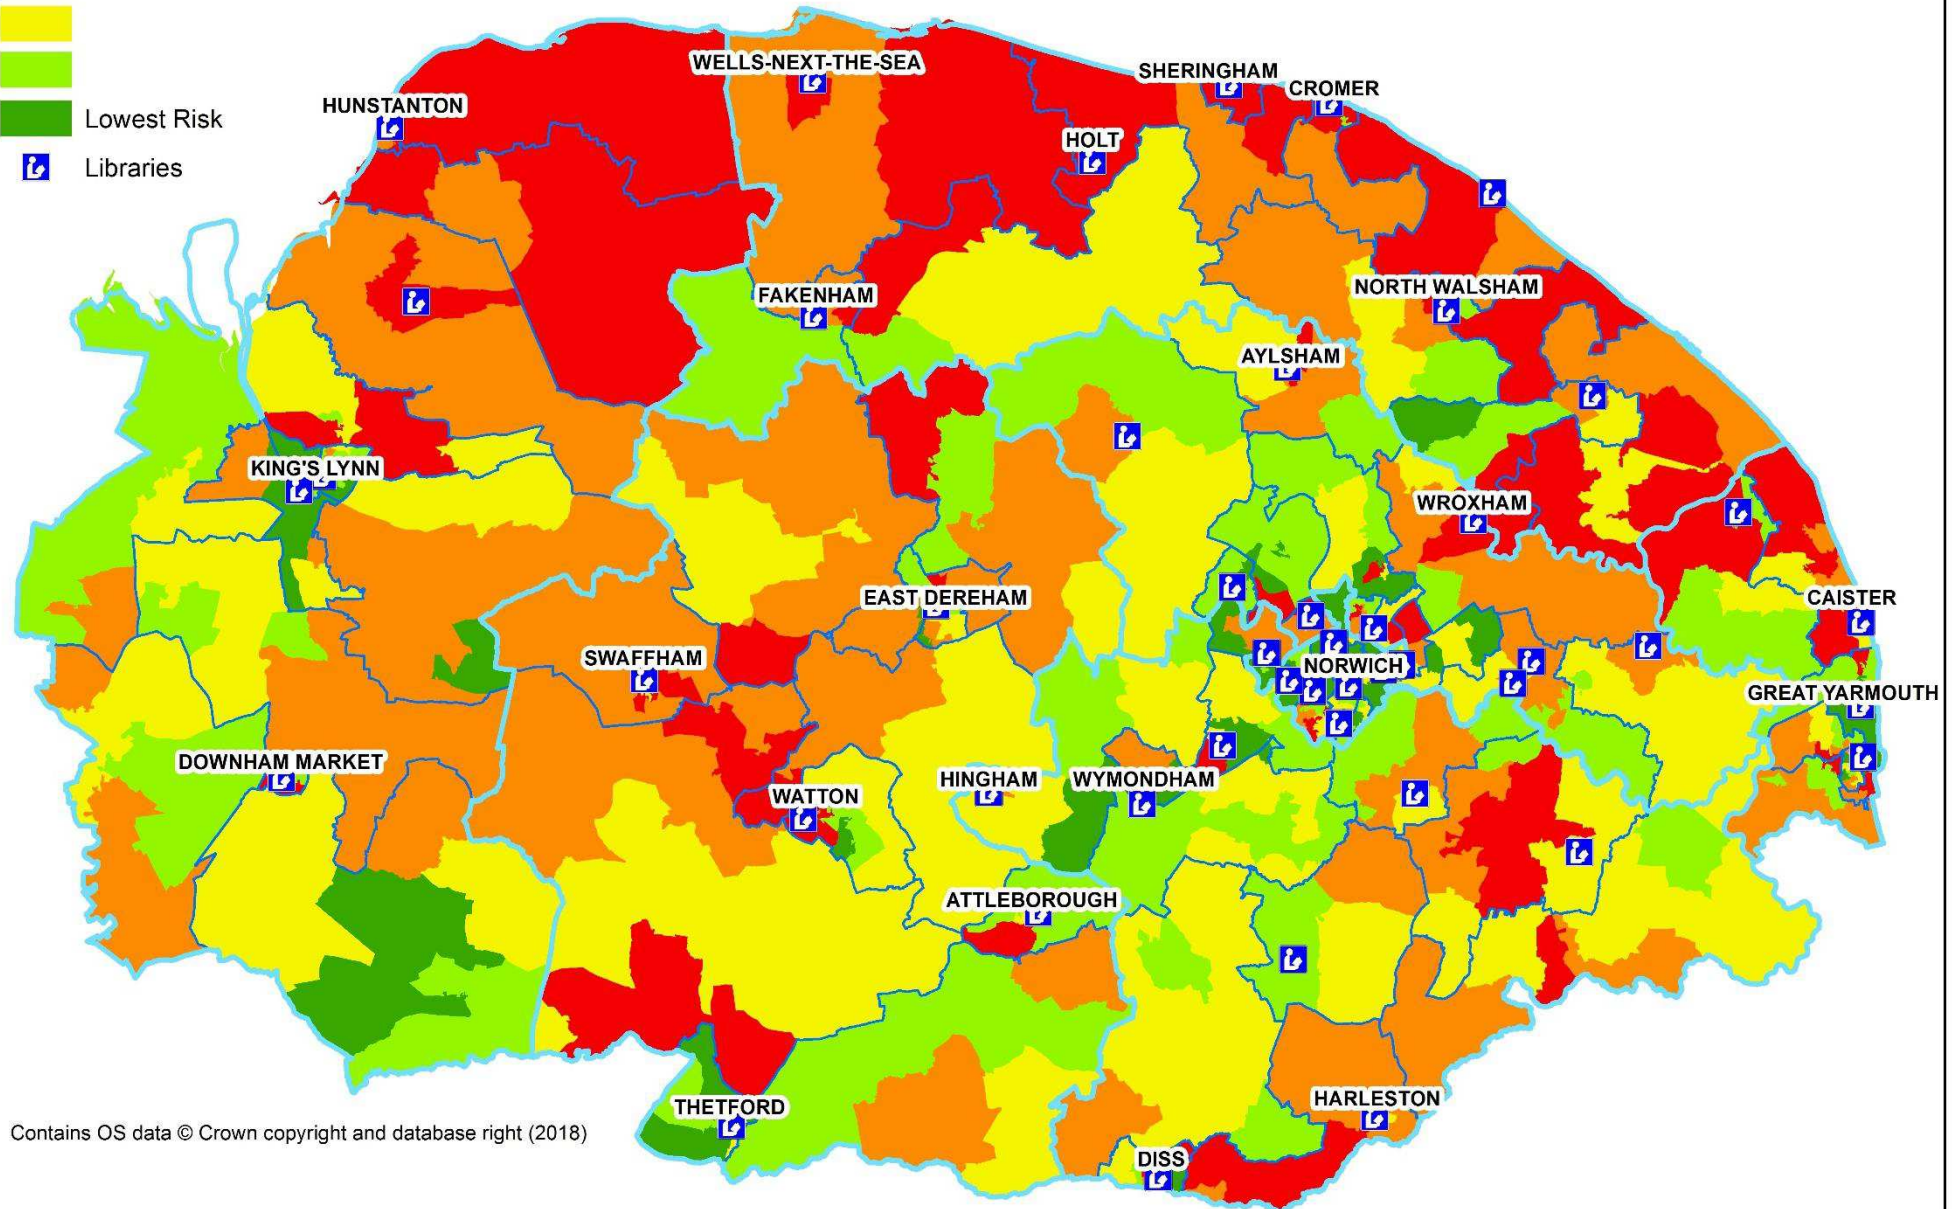 Lowest Risk
Libraries
WELLS-NEXT-THE-SEA
SHERINGHAM
CROMER
HUNSTANTON
HOLT
NORTH WALSHAM
FAKENHAM
AYLSHAM
KING'S LYNN
WROXHAM
EAST DEREHAM
CAISTER
SWAFFHAM
NORWICH
GREAT YARMOUTH
DOWNHAM MARKET
HINGHAM
WYMONDHAM
WATTON
ATTLEBOROUGH
HARLESTON
THETFORD
Contains OS data © Crown copyright and database right (2018)
DISS